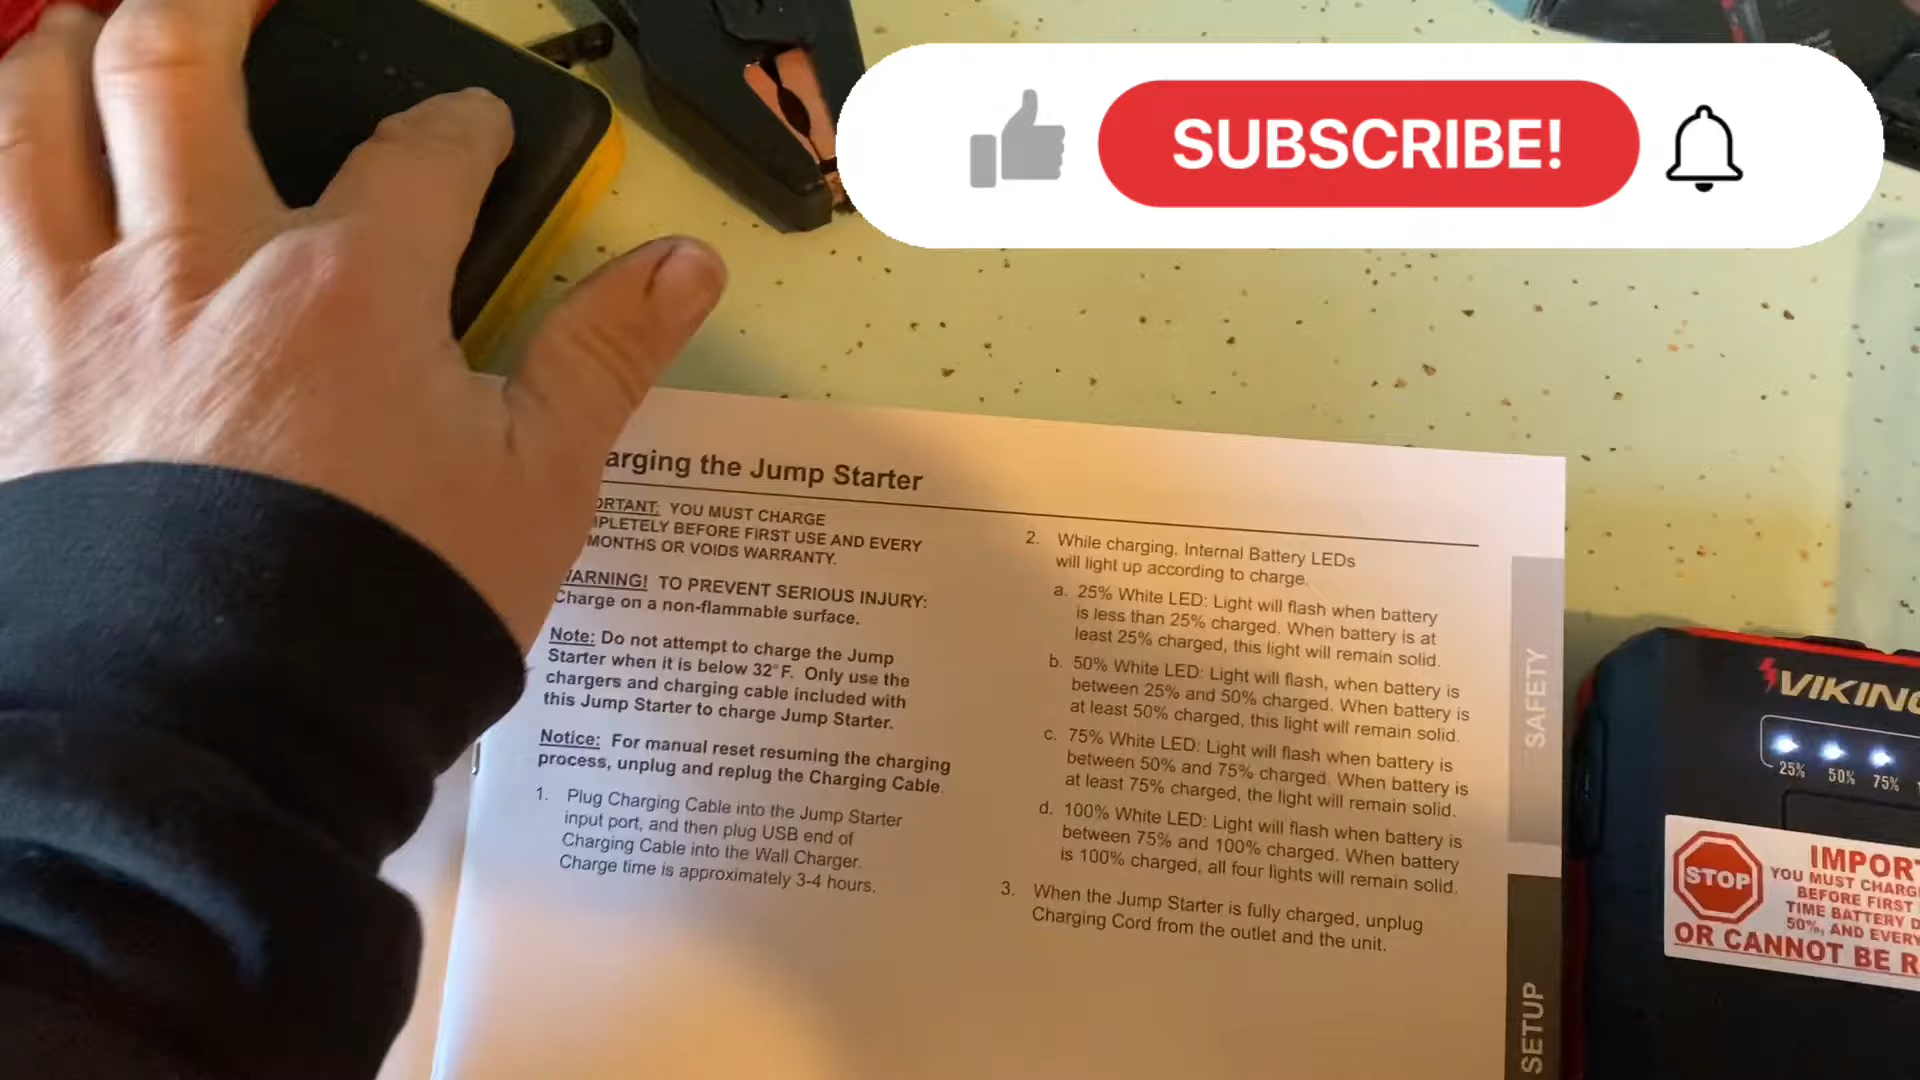 SUBSCRIBE!
arging the Jump Starter
ORTANT: YOU MUST CHARGE
MPLETELY BEFORE FIRST USE AND EVERY
MONTHS OR VOIDS WARRANTY.
WARNING! TO PREVENT SERIOUS INJURY:
Charge on a non-flammable surface.
Note: Do not attempt to charge the Jump
Starter when it is below 32°F. Only use the
chargers and charging cable included with
this Jump Starter to charge Jump Starter.
Notice: For manual reset resuming the charging
process, unplug and replug the Charging Cable.
1. Plug Charging Cable into the Jump Starter
input port, and then plug USB end of
Charging Cable into the Wall Charger.
Charge time is approximately 3-4 hours.
2. While charging, Internal Battery LEDs
will light up according to charge.
a. 25% White LED: Light will flash when battery
is less than 25% charged. When battery is at
least 25% charged, this light will remain solid.
b. 50% White LED: Light will flash, when battery is
between 25% and 50% charged. When battery is
at least 50% charged, this light will remain solid.
c. 75% White LED: Light will flash when battery is
between 50% and 75% charged. When battery is
at least 75% charged, the light will remain solid.
d. 100% White LED: Light will flash when battery is
between 75% and 100% charged. When battery
is 100% charged, all four lights will remain solid.
3. When the Jump Starter is fully charged, unplug
Charging Cord from the outlet and the unit.
SAFETY
SETUP
VIKING
25% 50% 75%
STOP
IMPORT
YOU MUST CHARG
BEFORE FIRST
TIME BATTERY D
50%, AND EVERY
OR CANNOT BE R